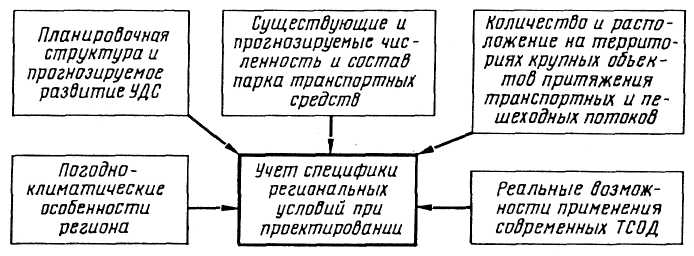 Планировочная
структура и
прогнозируемое
развитие УДС
Существующие и
прогнозируемые чис-
ленность и состав
парка транспортных
средств
Количество и распо-
ложение на террито-
риях крупных объек-
тов притяжения
транспортных и пе-
шеходных потоков
Погодно-
климатические
особенности
региона
Учет специфики
региональных
условий при
проектировании
Реальные возмож-
ности применения
современных ТСОД